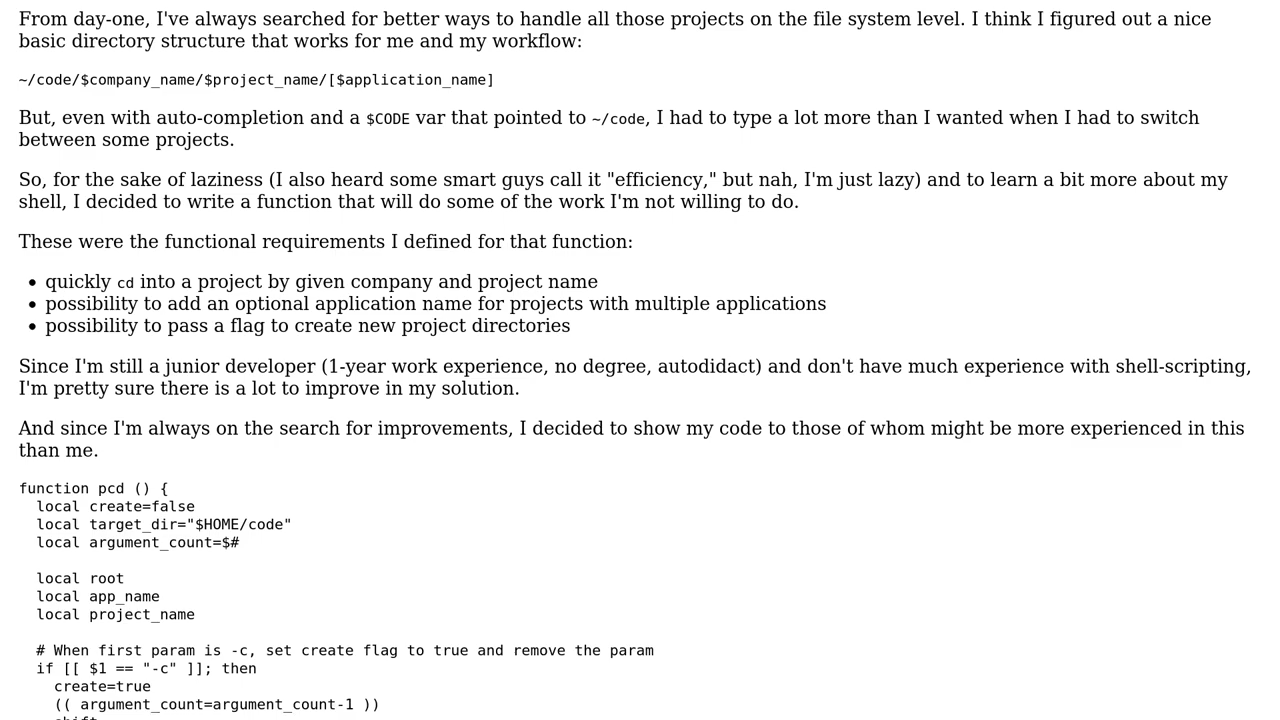 From day-one, I've always searched for better ways to handle all those projects on the file system level. I think I figured out a nice
basic directory structure that works for me and my workflow:
~/code/$company_name/$project_name/[$application_name]
But, even with auto-completion and a $CODE var that pointed to ~/code, I had to type a lot more than I wanted when I had to switch
between some projects.
So, for the sake of laziness (I also heard some smart guys call it "efficiency," but nah, I'm just lazy) and to learn a bit more about my
shell, I decided to write a function that will do some of the work I'm not willing to do.
These were the functional requirements I defined for that function:
• quickly cd into a project by given company and project name
• possibility to add an optional application name for projects with multiple applications
• possibility to pass a flag to create new project directories
Since I'm still a junior developer (1-year work experience, no degree, autodidact) and don't have much experience with shell-scripting,
I'm pretty sure there is a lot to improve in my solution.
And since I'm always on the search for improvements, I decided to show my code to those of whom might be more experienced in this
than me.
function pcd () {
  local create=false
  local target_dir="$HOME/code"
  local argument_count=$#
  local root
  local app_name
  local project_name
  # When first param is -c, set create flag to true and remove the param
  if [[ $1 == "-c" ]]; then
    create=true
    (( argument_count=argument_count-1 ))
    shift